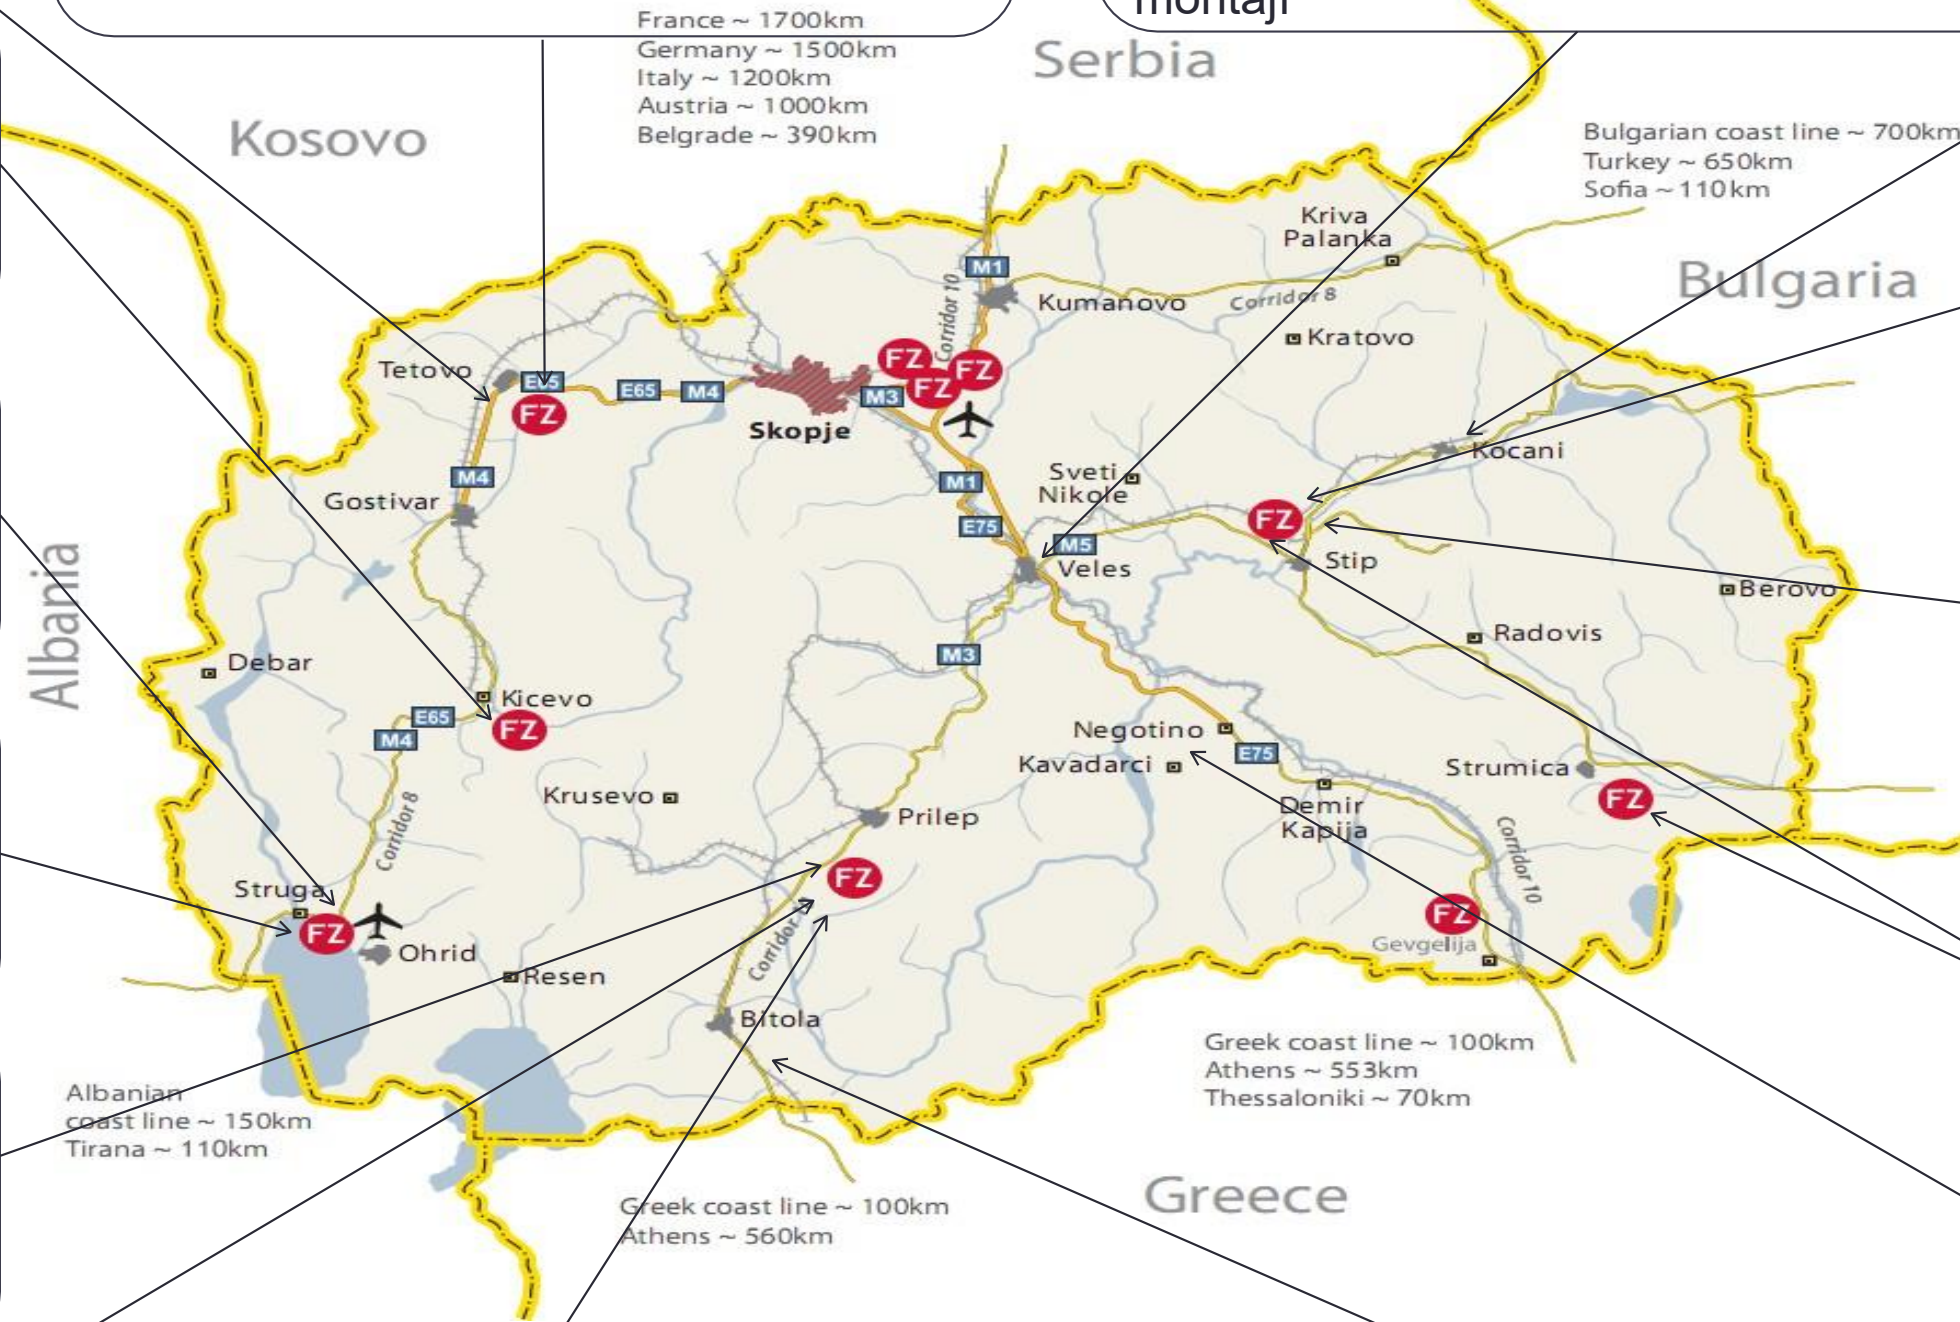 montajı
France ~ 1700km
Germany ~ 1500km
Italy ~ 1200km
Austria ~ 1000km
Belgrade ~ 390km
Serbia
Kosovo
Bulgarian coast line ~ 700km
Turkey ~ 650km
Sofia ~ 110km
Kriva
Palanka
Bulgaria
M1
Corridor 10
Kumanovo
Corridor 8
Kratovo
Tetovo
E65
FZ
E65
M4
Skopje
M3
FZ
FZ
FZ
M4
Gostivar
M1
E75
Sveti
Nikole
Kocani
FZ
Stip
M5
Veles
Albania
Berovo
Radovis
Debar
M3
Kicevo
FZ
E65
M4
Negotino
Kavadarci
E75
Strumica
FZ
Krusevo
Prilep
Demir
Kapija
Corridor 8
Corridor 10
FZ
Struga
FZ
Ohrid
FZ
Gevgelija
Resen
Corridor
Bitola
Greek coast line ~ 100km
Athens ~ 553km
Thessaloniki ~ 70km
Albanian
coast line ~ 150km
Tirana ~ 110km
Greece
Greek coast line ~ 100km
Athens ~ 560km